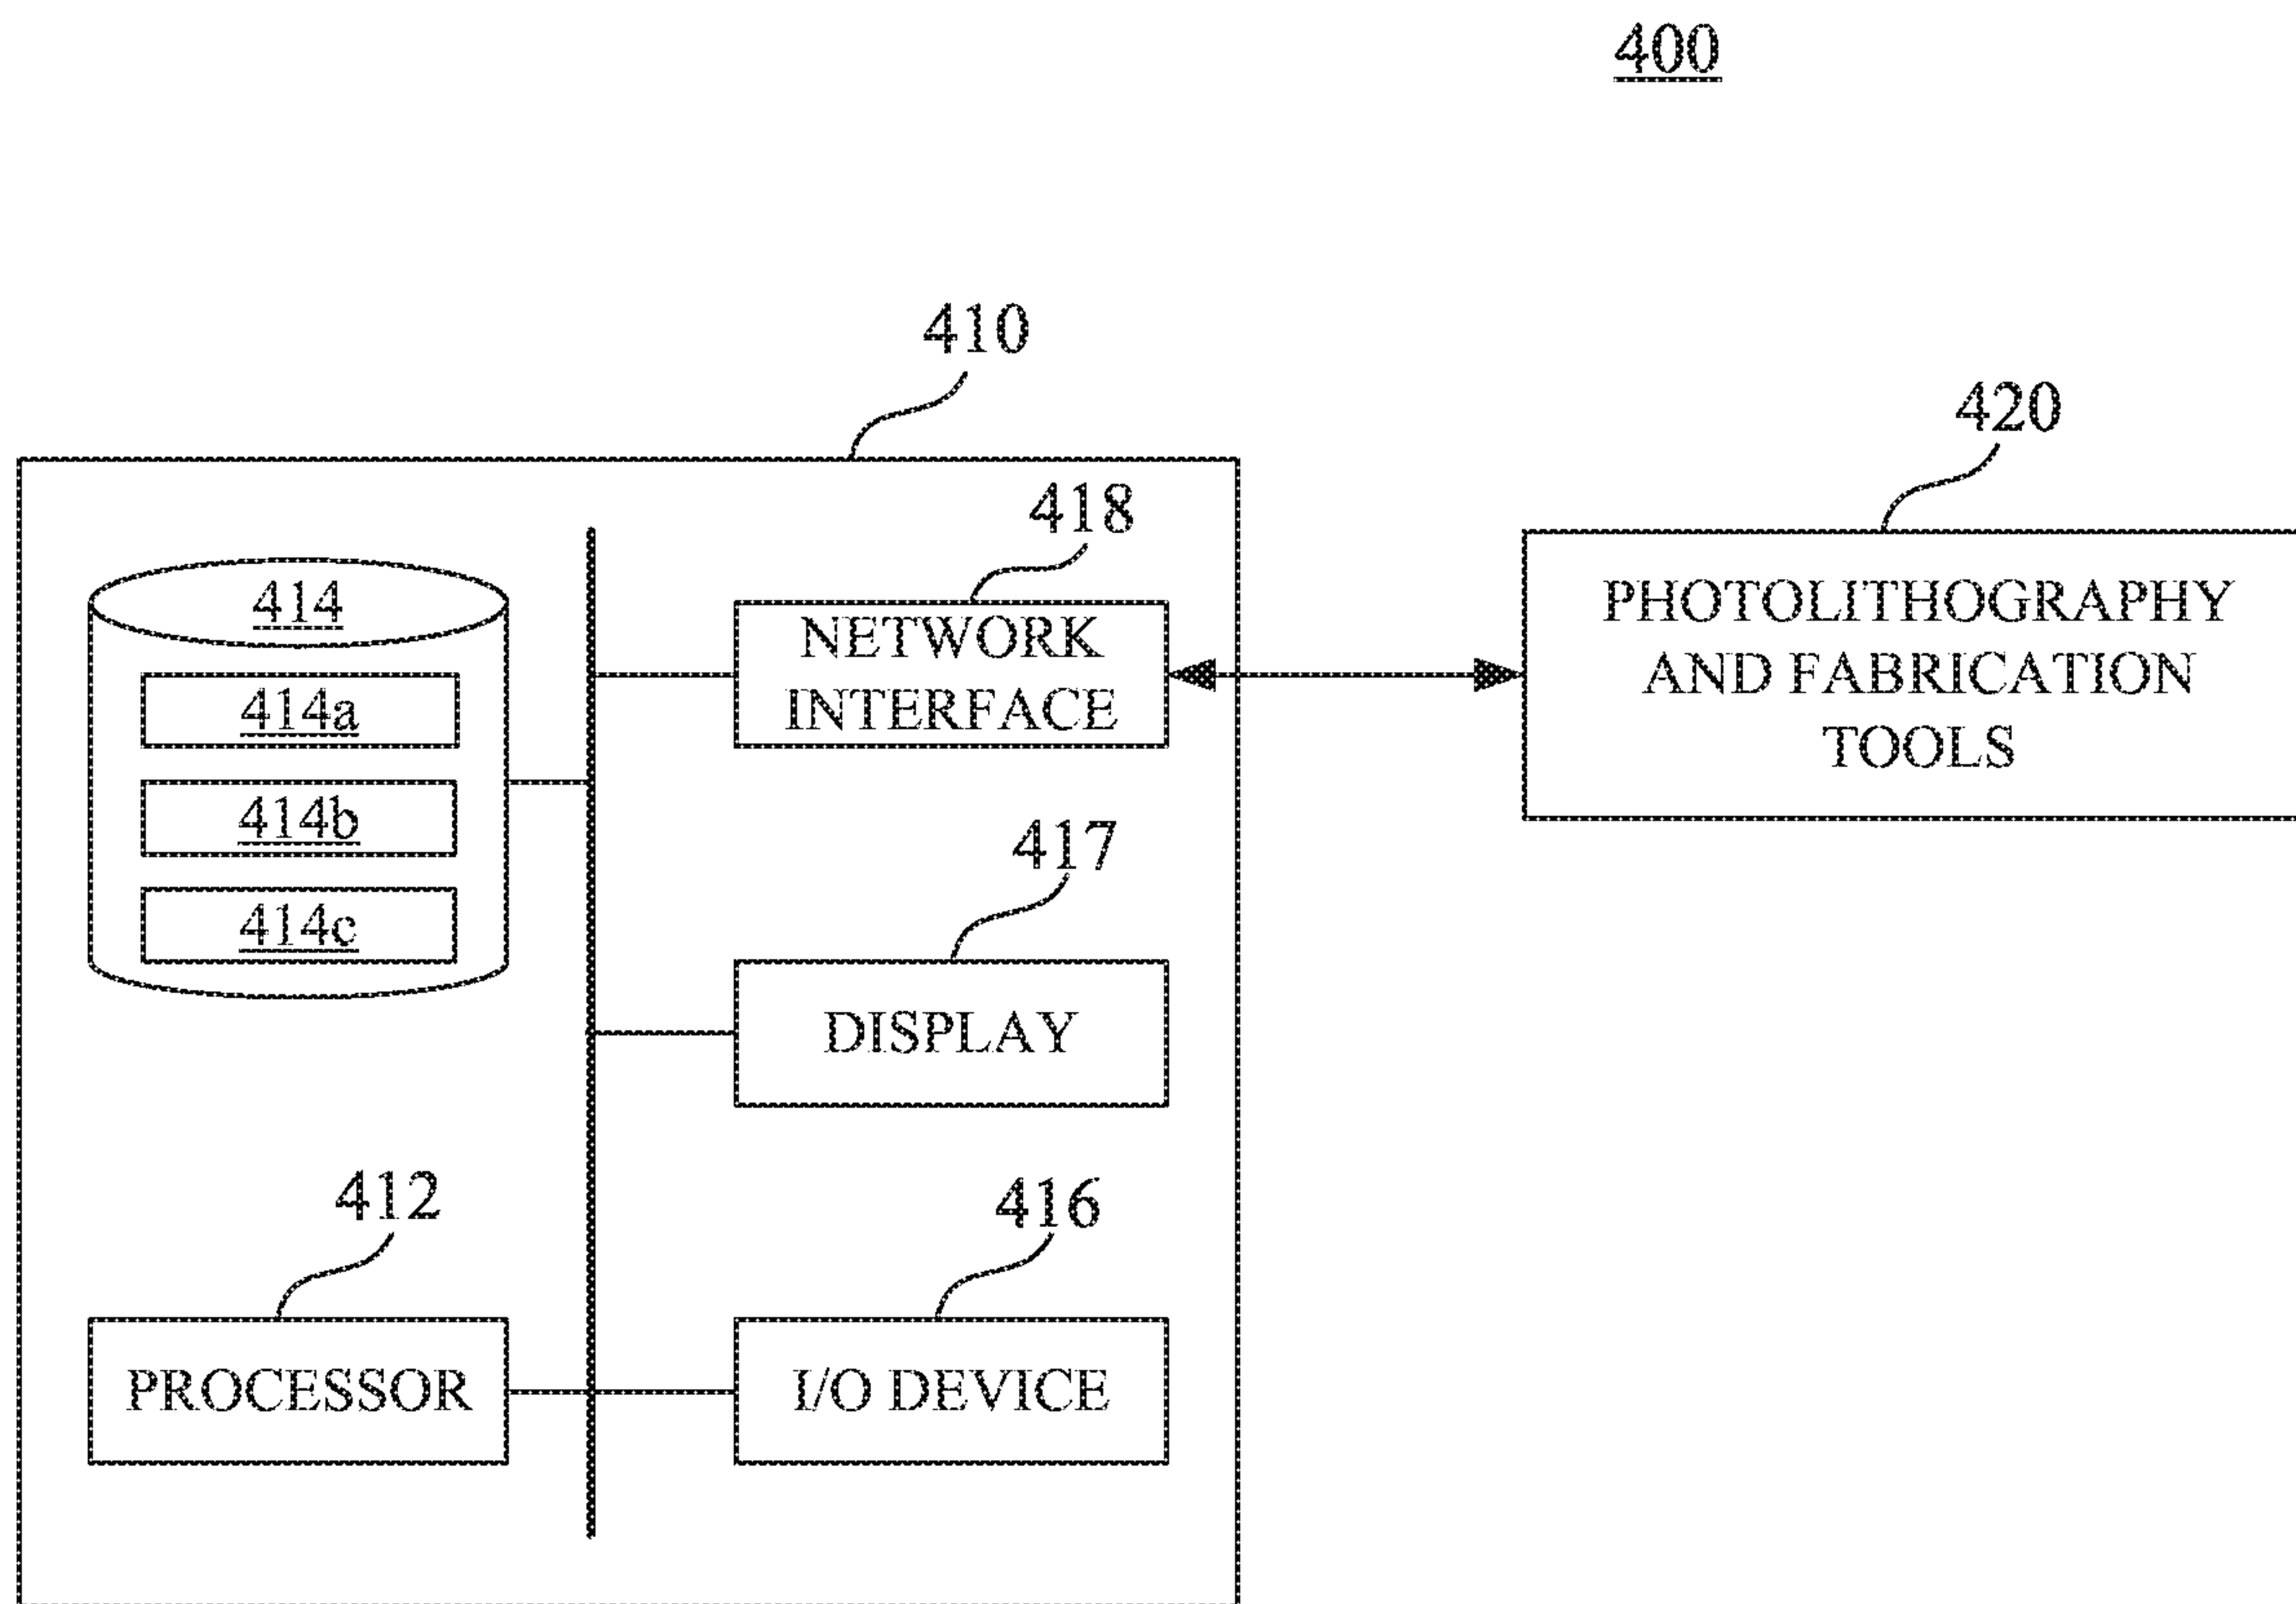 400
410
420
418
414
NETWORK
INTERFACE
PHOTOLITHOGRAPHY
AND FABRICATION
TOOLS
414a
414b
414c
417
DISPLAY
412
416
PROCESSOR
I/O DEVICE